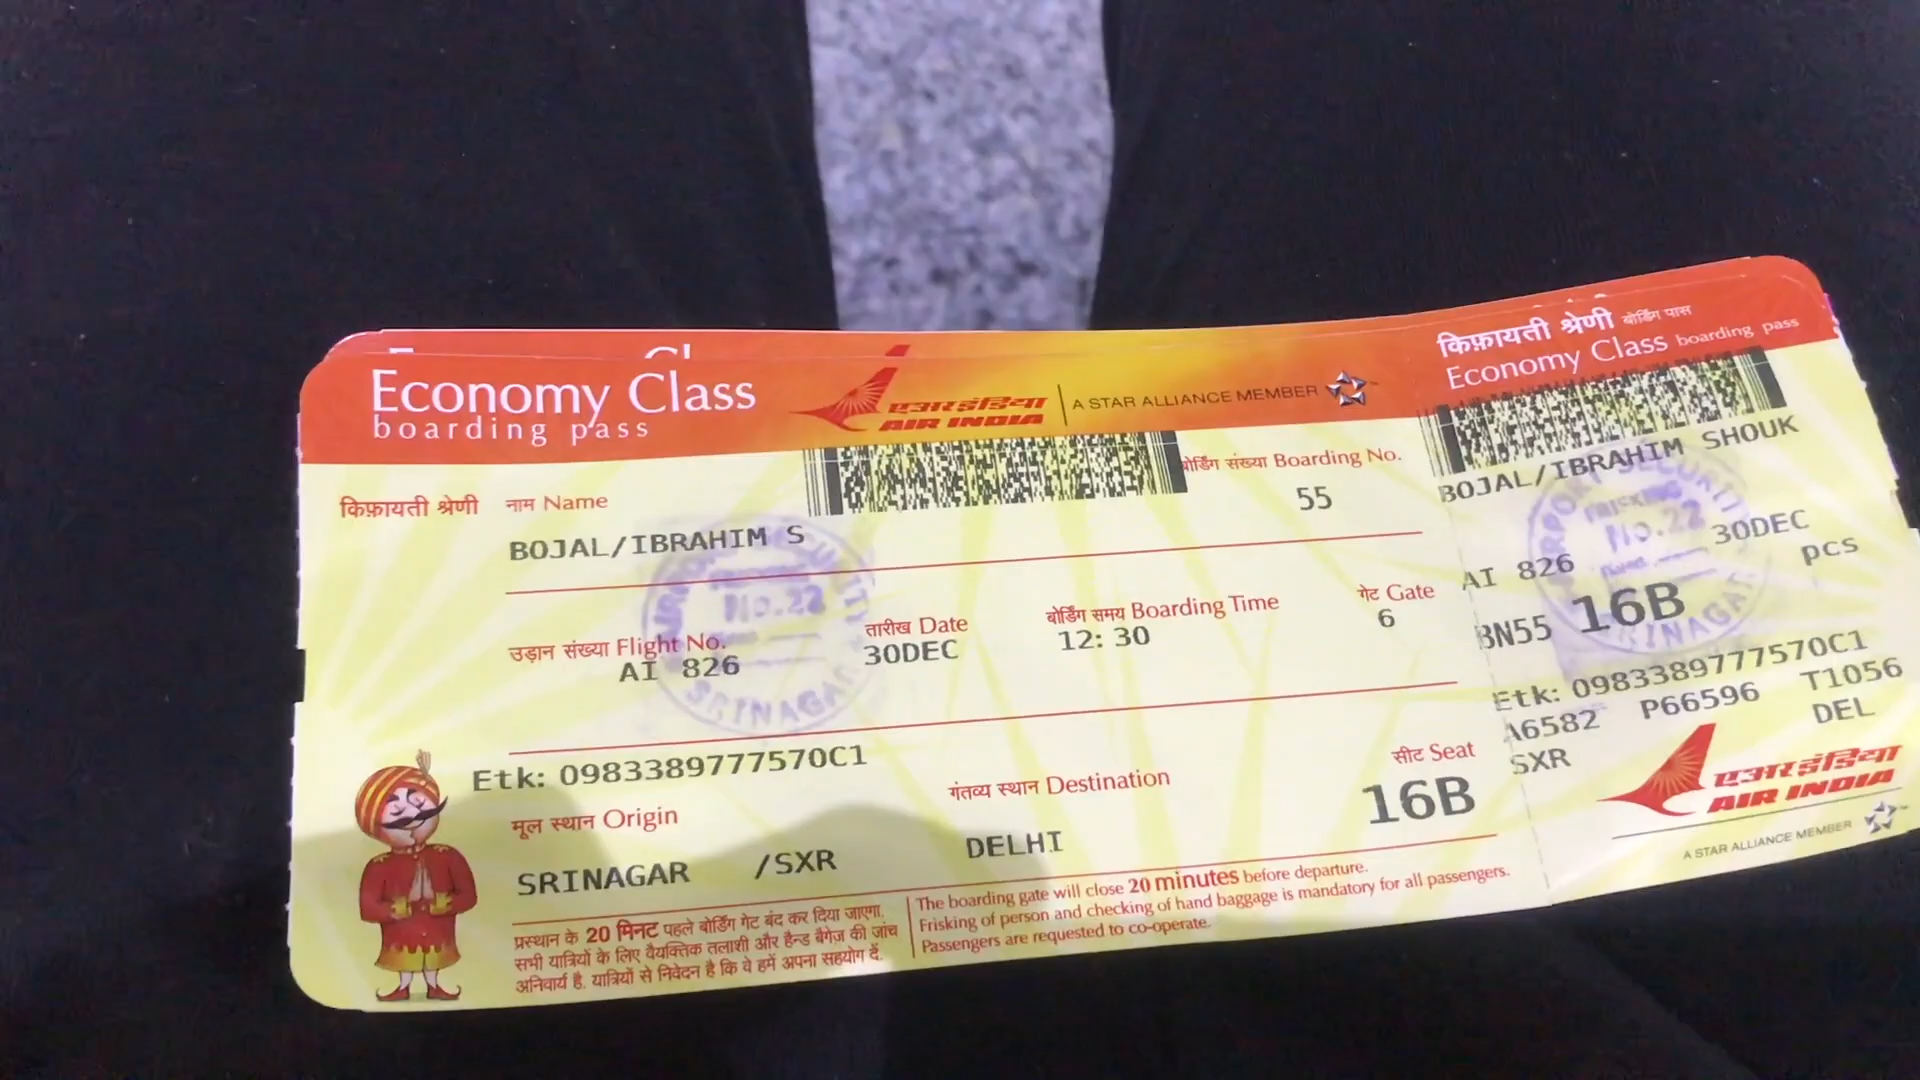 Economy Class
boarding pass
एअर इंडिया
AIR INDIA
A STAR ALLIANCE MEMBER
किफ़ायती श्रेणी
नाम Name
BOJAL/IBRAHIM S
बोर्डिंग संख्या Boarding No.
55
उड़ान संख्या Flight No.
AI 826
तारीख Date
30DEC
बोर्डिंग समय Boarding Time
12:30
गेट Gate
6
No.22
SRINAGAR
Etk: 0983389777570C1
मूल स्थान Origin
SRINAGAR /SXR
गंतव्य स्थान Destination
DELHI
सीट Seat
16B
प्रस्थान के 20 मिनट पहले बोर्डिंग गेट बंद कर दिया जाएगा.
सभी यात्रियों के लिए वैयक्तिक तलाशी और हैन्ड बैगेज़ की जांच
अनिवार्य है. यात्रियों से निवेदन है कि वे हमें अपना सहयोग दें.
The boarding gate will close 20 minutes before departure.
Frisking of person and checking of hand baggage is mandatory for all passengers.
Passengers are requested to co-operate.
किफ़ायती श्रेणी बोर्डिंग पास
Economy Class boarding pass
BOJAL/IBRAHIM SHOUK
AI 826 30DEC
pcs
BN55 16B
No.22
Etk: 0983389777570C1
A6582 P66596 T1056
SXR DEL
एअर इंडिया
AIR INDIA
A STAR ALLIANCE MEMBER